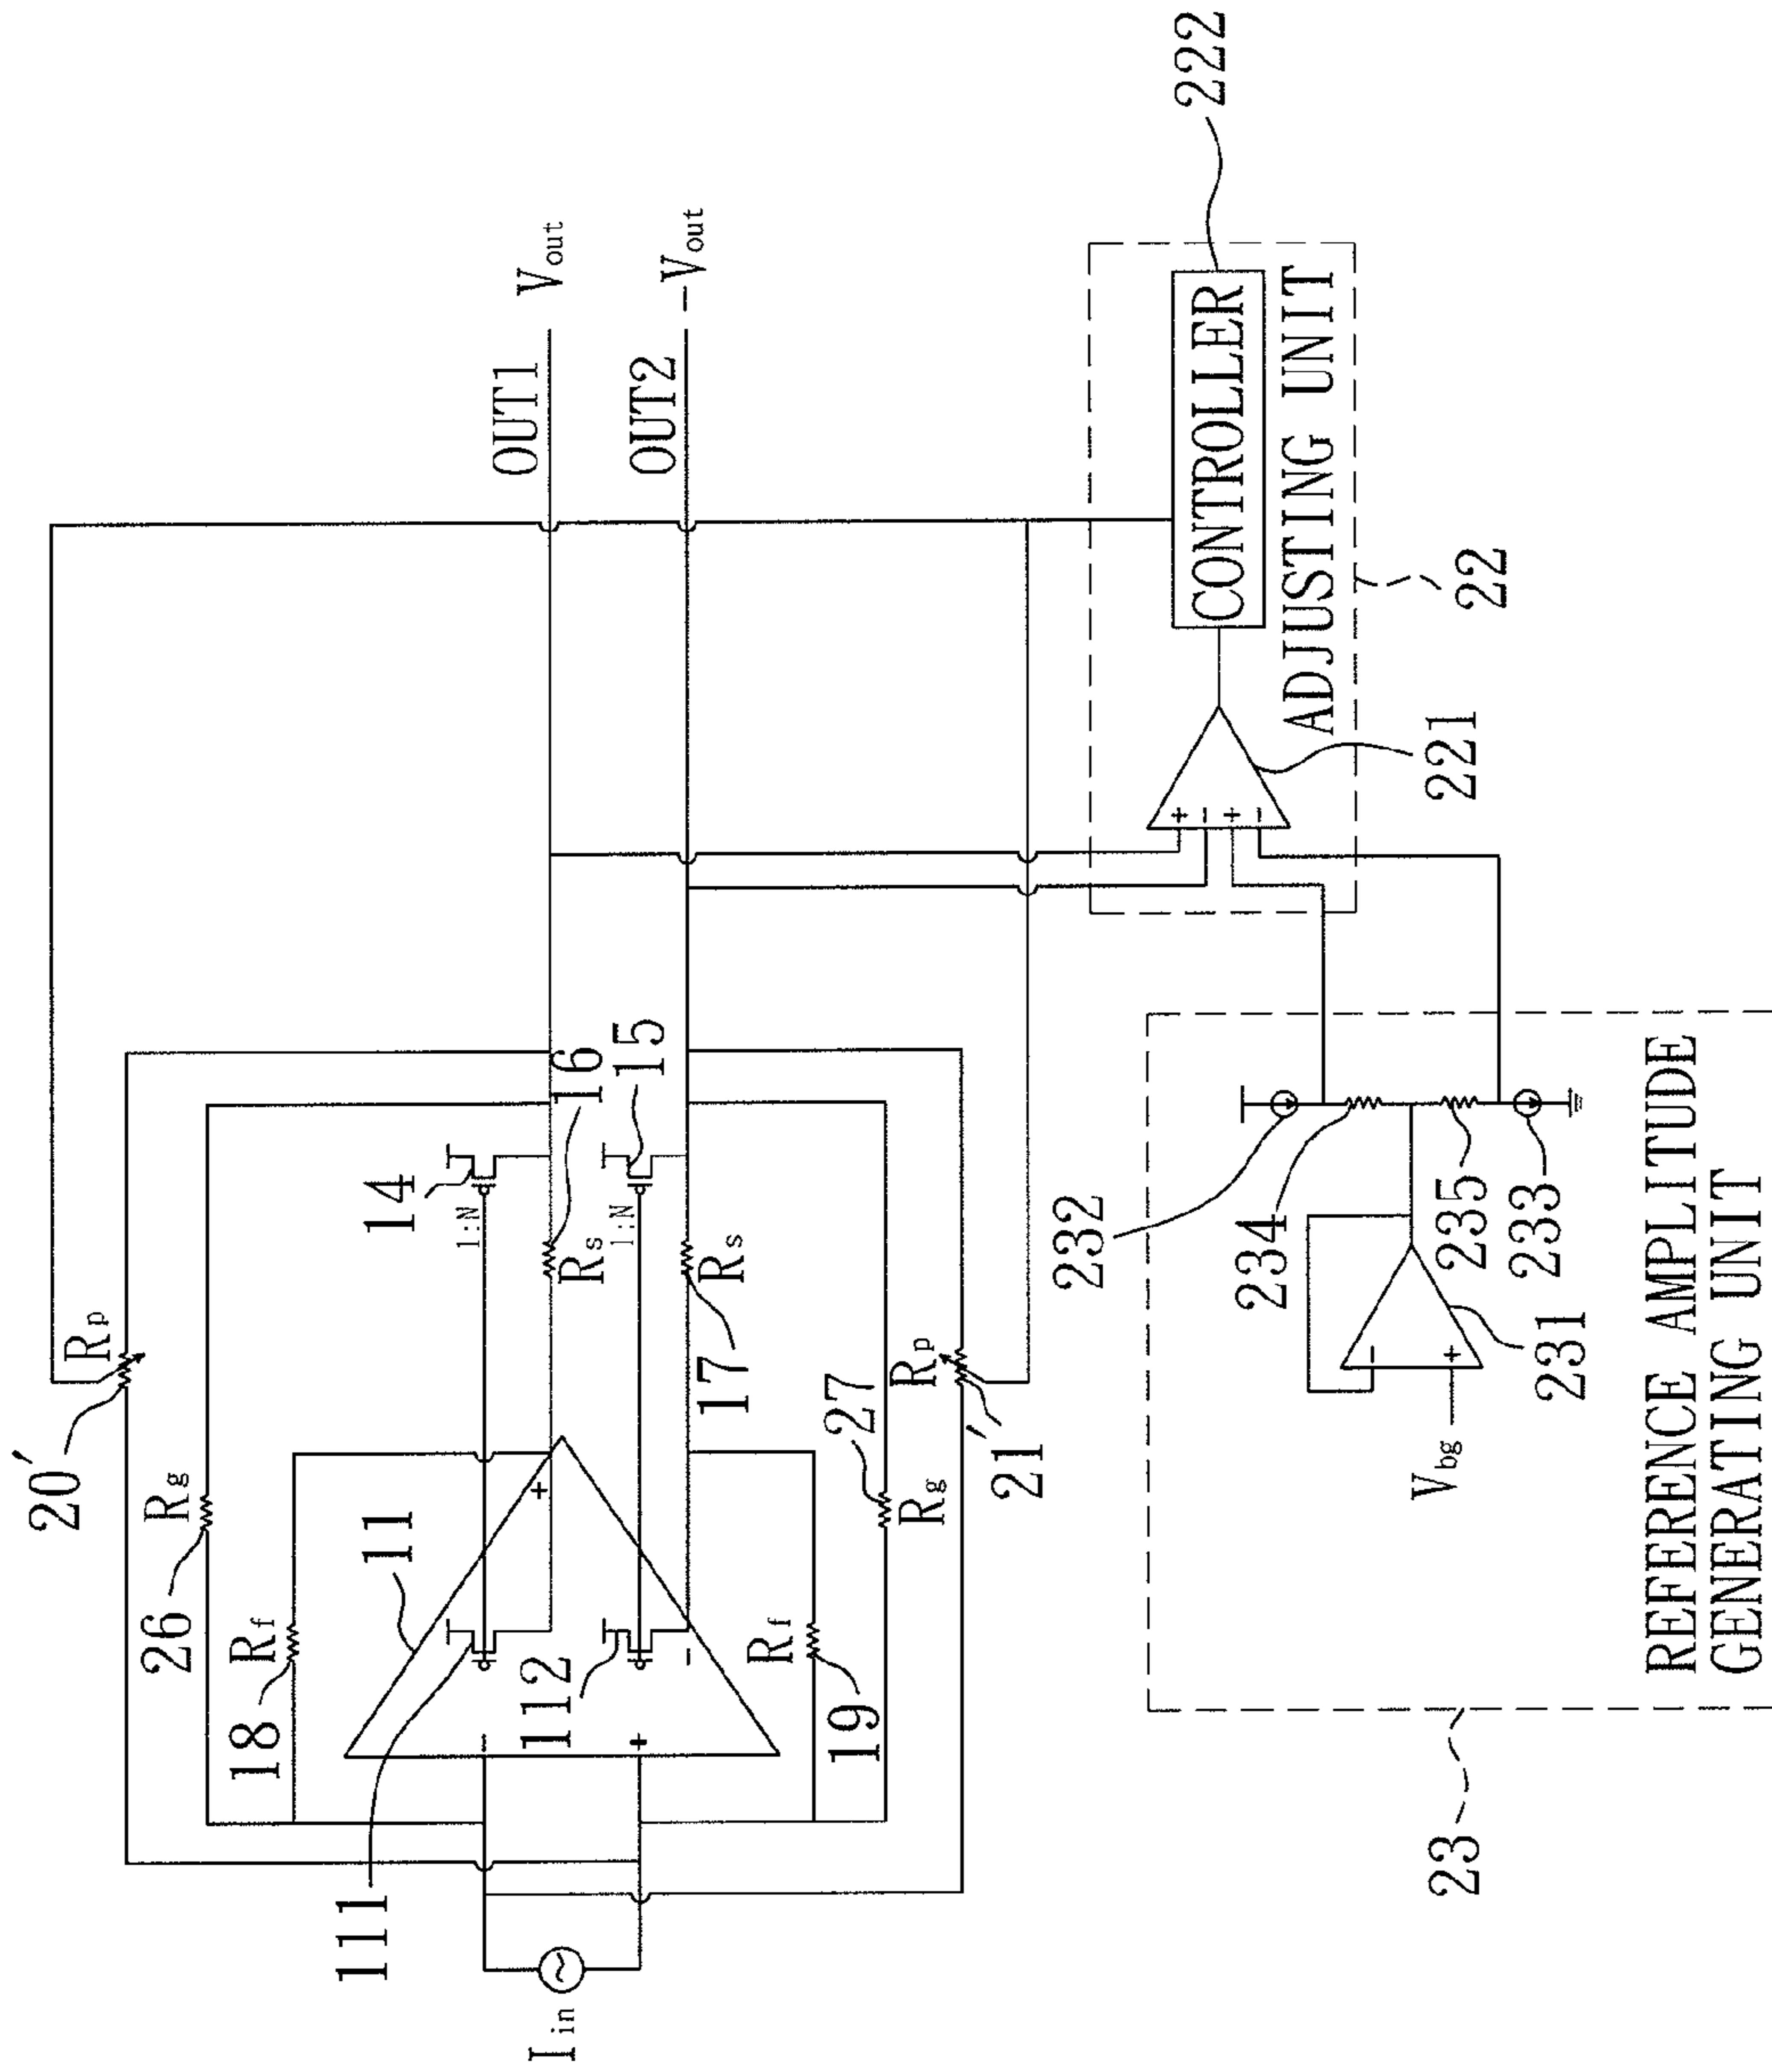 20'
Rp
26
Rg
18
Rf
111
11
14
1:N
16
Rs
OUT1
Vout
Iin
-
+
+
-
112
1:N
15
17
Rs
OUT2
-Vout
19
Rf
27
Rg
21'
Rp
23
Vbg
-
+
231
232
234
235
233
REFERENCE AMPLITUDE
GENERATING UNIT
+
-
+
-
221
CONTROLLER
222
ADJUSTING UNIT
22